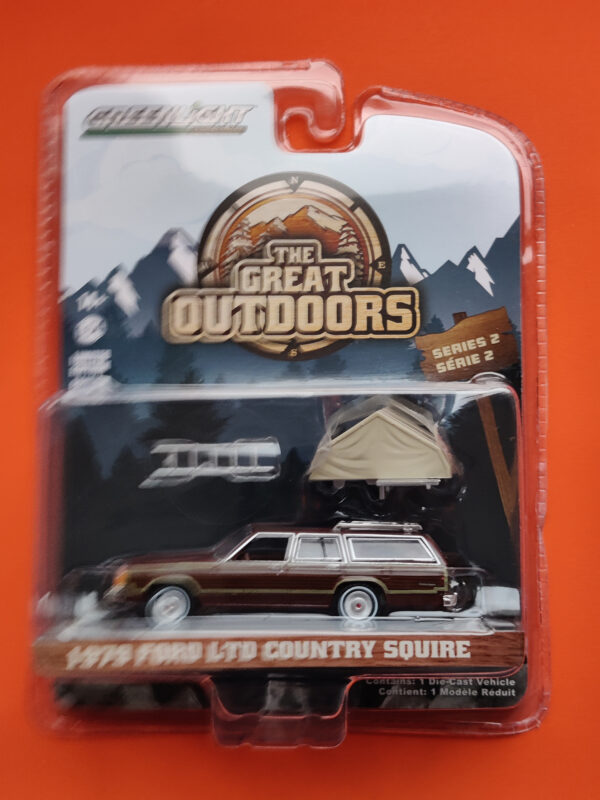 GREENLIGHT
N
THE
GREAT
OUTDOORS
E
S
SERIES 2
SÉRIE 2
1979 FORD LTD COUNTRY SQUIRE
Contains: 1 Die-Cast Vehicle
Contient: 1 Modèle Réduit